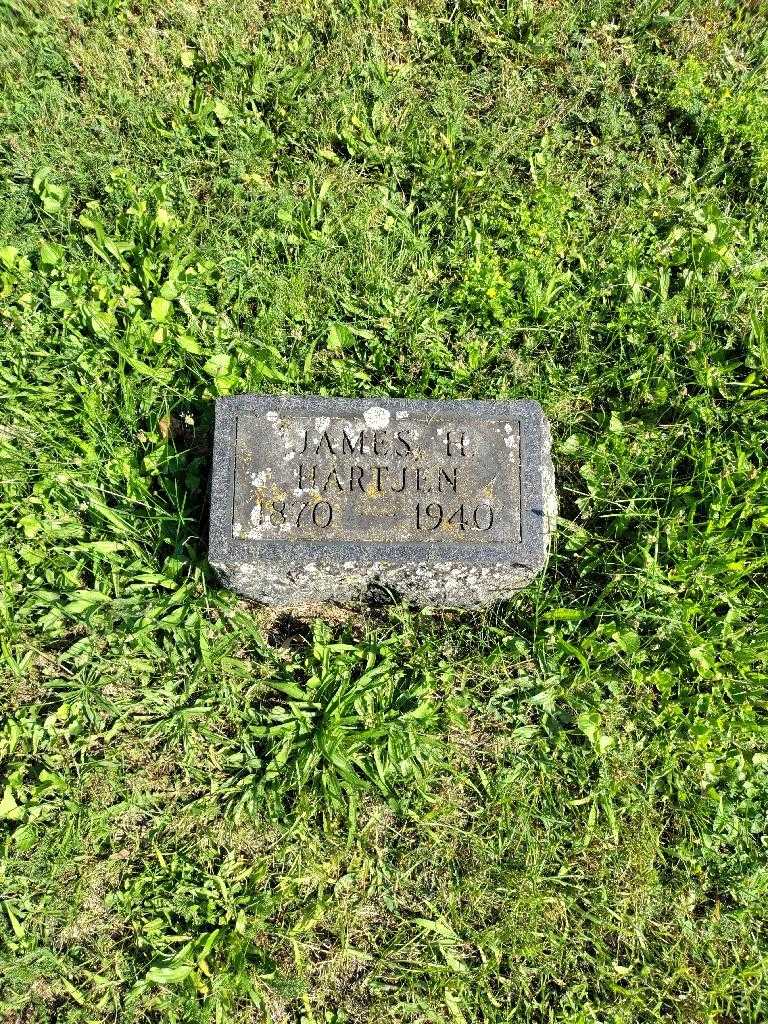 JAMES H.
HARTJEN
1870 — 1940